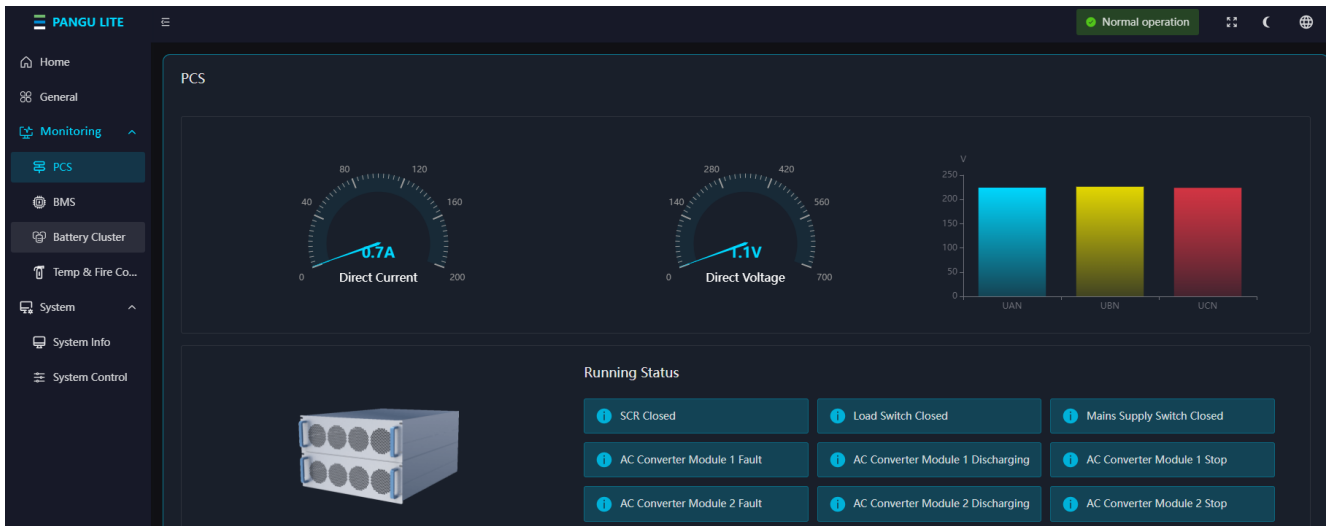 PANGU LITE
Normal operation
Home
General
Monitoring
PCS
BMS
Battery Cluster
Temp & Fire Co...
System
System Info
System Control
PCS
0 40 80 120 160 200
0.7A
Direct Current
0 140 280 420 560 700
1.1V
Direct Voltage
V
250
200
150
100
50
0
UAN UBN UCN
Running Status
SCR Closed Load Switch Closed Mains Supply Switch Closed
AC Converter Module 1 Fault AC Converter Module 1 Discharging AC Converter Module 1 Stop
AC Converter Module 2 Fault AC Converter Module 2 Discharging AC Converter Module 2 Stop